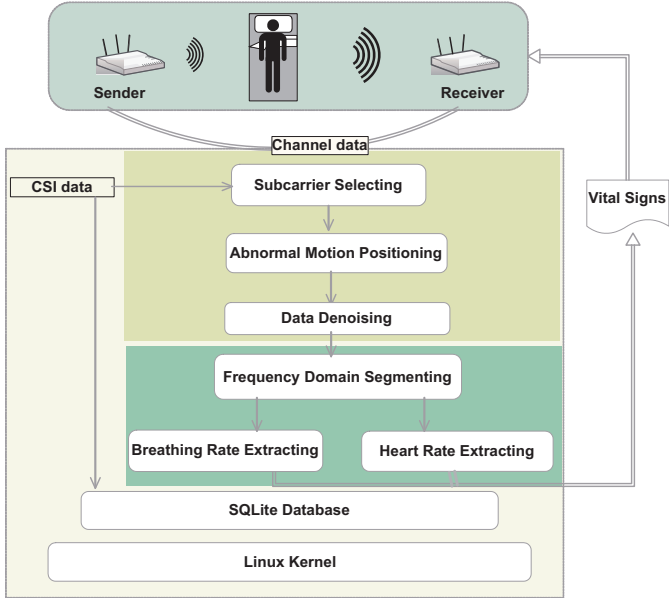 Sender
Receiver
Channel data
CSI data
Subcarrier Selecting
Vital Signs
Abnormal Motion Positioning
Data Denoising
Frequency Domain Segmenting
Breathing Rate Extracting
Heart Rate Extracting
SQLite Database
Linux Kernel